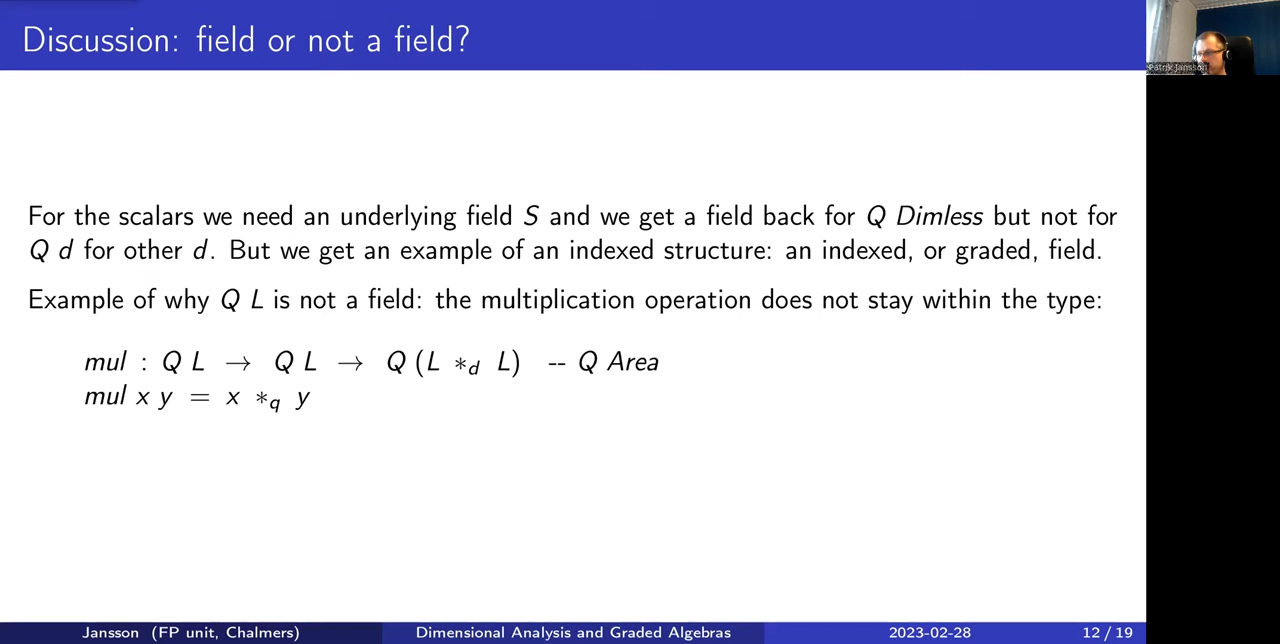 Discussion: field or not a field?
Patrik Jansson
For the scalars we need an underlying field S and we get a field back for Q Dimless but not for
Q d for other d. But we get an example of an indexed structure: an indexed, or graded, field.
Example of why Q L is not a field: the multiplication operation does not stay within the type:
mul : Q L → Q L → Q (L *d L) -- Q Area
mul x y = x *q y
Jansson (FP unit, Chalmers) Dimensional Analysis and Graded Algebras 2023-02-28 12 / 19